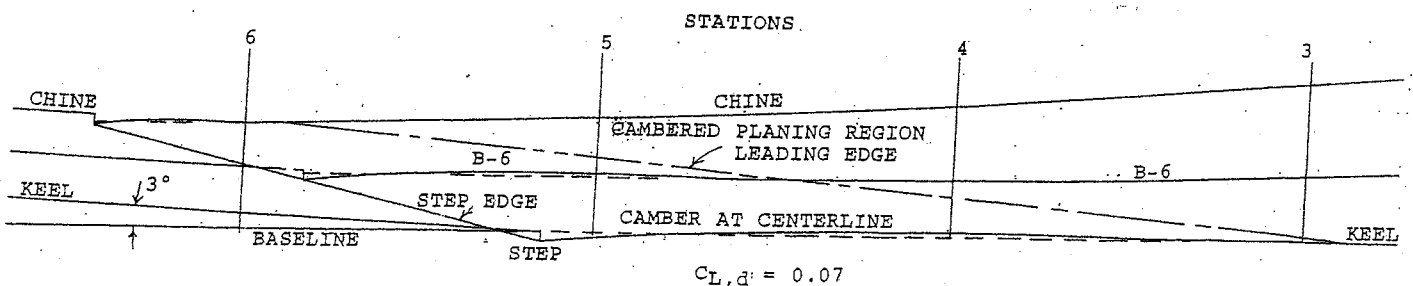 STATIONS
6 5 4 3
CHINE CHINE
CAMBERED PLANING REGION
LEADING EDGE
B-6 B-6
KEEL 3°
STEP EDGE
CAMBER AT CENTERLINE
BASELINE STEP KEEL
C_L,d = 0.07